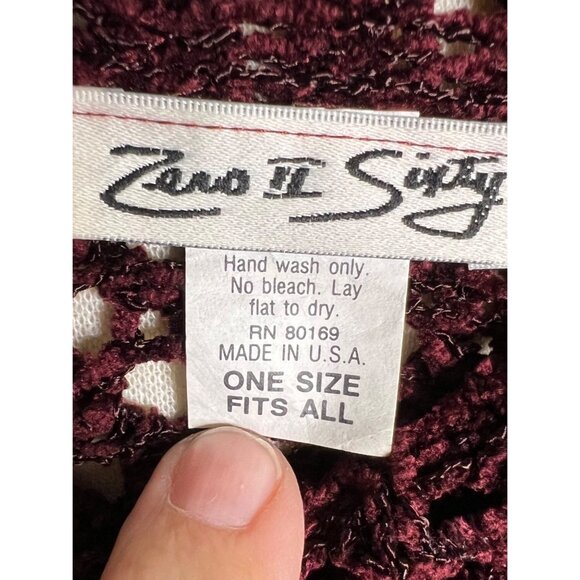 Zero II Sixty
Hand wash only.
No bleach. Lay
flat to dry.
RN 80169
MADE IN U.S.A.
ONE SIZE
FITS ALL